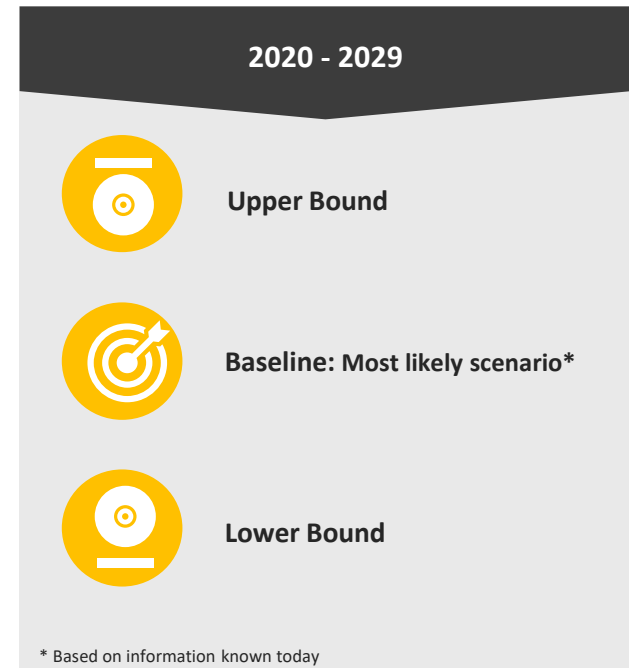 2020 - 2029
Upper Bound
Baseline: Most likely scenario*
Lower Bound
* Based on information known today